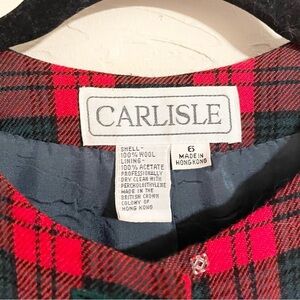 CARLISLE
SHELL-
100% WOOL
LINING-
100% ACETATE
PROFESSIONALLY
DRY CLEAN WITH
PERCHLORETHYLENE
MADE IN THE
BRITISH CROWN
COLONY OF
HONG KONG
6
MADE IN
HONG KONG